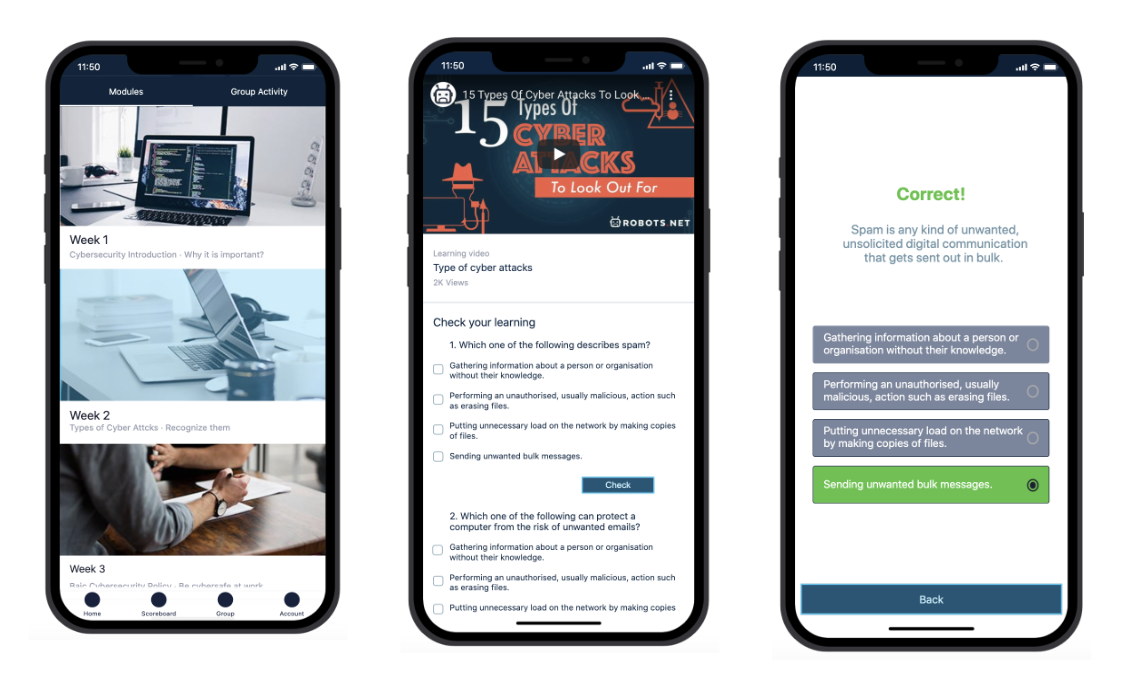 11:50
Modules
Group Activity
Week 1
Cybersecurity Introduction - Why it is important?
Week 2
Types of Cyber Attcks - Recognize them
Week 3
Baic Cybersecurity Policy - Be cybersafe at work
Home
Scoreboard
Group
Account
11:50
15 Types Of Cyber Attacks To Look...
15 Types Of
CYBER
ATTACKS
To Look Out For
ROBOTS.NET
Learning video
Type of cyber attacks
2K Views
Check your learning
1. Which one of the following describes spam?
Gathering information about a person or organisation
without their knowledge.
Performing an unauthorised, usually malicious, action such
as erasing files.
Putting unnecessary load on the network by making copies
of files.
Sending unwanted bulk messages.
Check
2. Which one of the following can protect a
computer from the risk of unwanted emails?
Gathering information about a person or organisation
without their knowledge.
Performing an unauthorised, usually malicious, action such
as erasing files.
Putting unnecessary load on the network by making copies
11:50
Correct!
Spam is any kind of unwanted,
unsolicited digital communication
that gets sent out in bulk.
Gathering information about a person or
organisation without their knowledge.
Performing an unauthorised, usually
malicious, action such as erasing files.
Putting unnecessary load on the network
by making copies of files.
Sending unwanted bulk messages.
Back